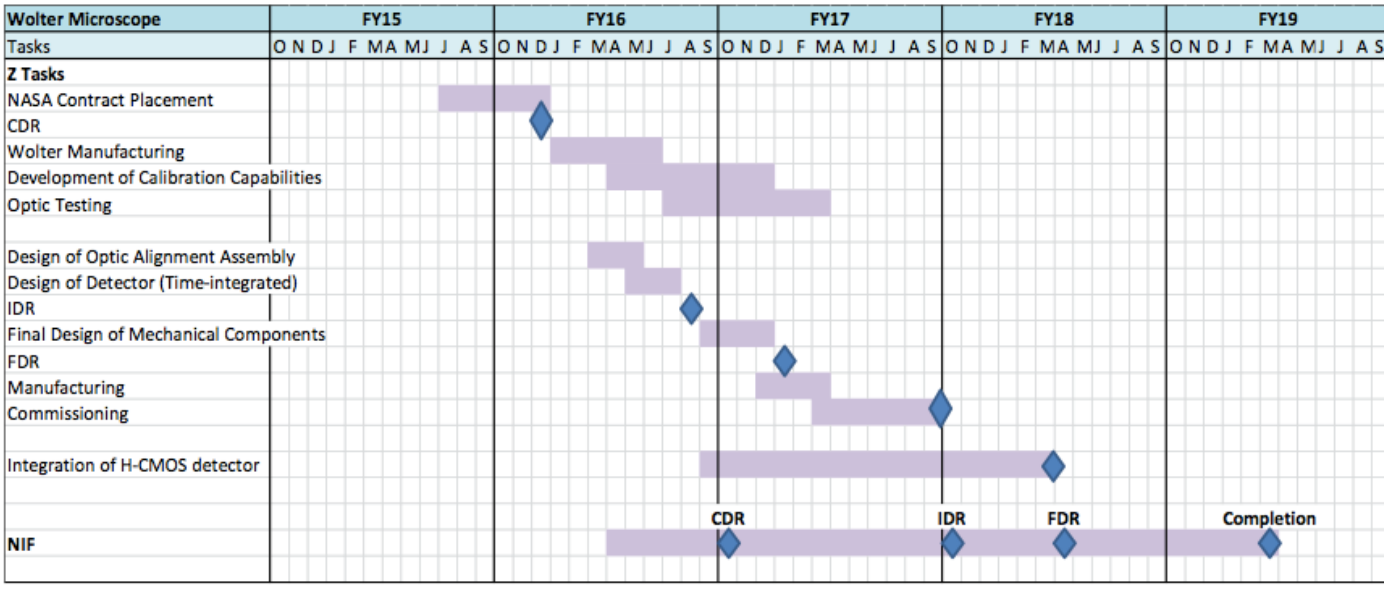 Wolter Microscope FY15 FY16 FY17 FY18 FY19
Tasks O N D J F M A M J J A S O N D J F M A M J J A S O N D J F M A M J J A S O N D J F M A M J J A S O N D J F M A M J J A S
Z Tasks
NASA Contract Placement
CDR
Wolter Manufacturing
Development of Calibration Capabilities
Optic Testing
Design of Optic Alignment Assembly
Design of Detector (Time-integrated)
IDR
Final Design of Mechanical Components
FDR
Manufacturing
Commissioning
Integration of H-CMOS detector
CDR IDR FDR Completion
NIF